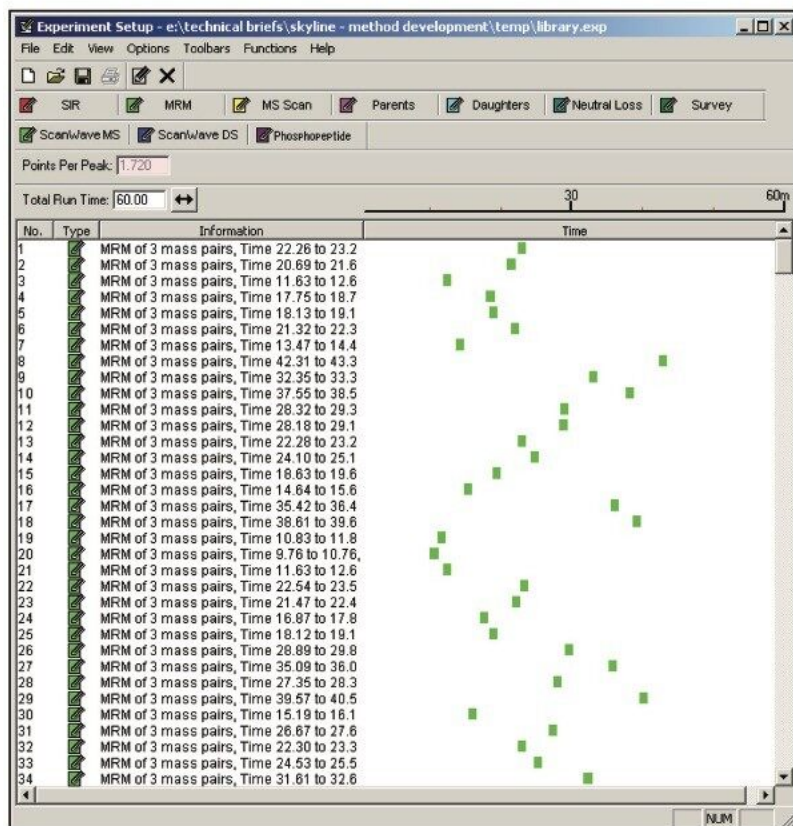 Experiment Setup - e:\technical briefs\skyline - method development\temp\library.exp
File Edit View Options Toolbars Functions Help
SIR MRM MS Scan Parents Daughters Neutral Loss Survey
ScanWave MS ScanWave DS Phosphopeptide
Points Per Peak: 1.720
Total Run Time: 60.00 30 60m
No. Type Information Time
1 MRM of 3 mass pairs, Time 22.26 to 23.2
2 MRM of 3 mass pairs, Time 20.69 to 21.6
3 MRM of 3 mass pairs, Time 11.63 to 12.6
4 MRM of 3 mass pairs, Time 17.75 to 18.7
5 MRM of 3 mass pairs, Time 18.13 to 19.1
6 MRM of 3 mass pairs, Time 21.32 to 22.3
7 MRM of 3 mass pairs, Time 13.47 to 14.4
8 MRM of 3 mass pairs, Time 42.31 to 43.3
9 MRM of 3 mass pairs, Time 32.35 to 33.3
10 MRM of 3 mass pairs, Time 37.55 to 38.5
11 MRM of 3 mass pairs, Time 28.32 to 29.3
12 MRM of 3 mass pairs, Time 28.18 to 29.1
13 MRM of 3 mass pairs, Time 22.28 to 23.2
14 MRM of 3 mass pairs, Time 24.10 to 25.1
15 MRM of 3 mass pairs, Time 18.63 to 19.6
16 MRM of 3 mass pairs, Time 14.64 to 15.6
17 MRM of 3 mass pairs, Time 35.42 to 36.4
18 MRM of 3 mass pairs, Time 38.61 to 39.6
19 MRM of 3 mass pairs, Time 10.83 to 11.8
20 MRM of 3 mass pairs, Time 9.76 to 10.76,
21 MRM of 3 mass pairs, Time 11.63 to 12.6
22 MRM of 3 mass pairs, Time 22.54 to 23.5
23 MRM of 3 mass pairs, Time 21.47 to 22.4
24 MRM of 3 mass pairs, Time 16.87 to 17.8
25 MRM of 3 mass pairs, Time 18.12 to 19.1
26 MRM of 3 mass pairs, Time 28.89 to 29.8
27 MRM of 3 mass pairs, Time 35.09 to 36.0
28 MRM of 3 mass pairs, Time 27.35 to 28.3
29 MRM of 3 mass pairs, Time 39.57 to 40.5
30 MRM of 3 mass pairs, Time 15.19 to 16.1
31 MRM of 3 mass pairs, Time 26.67 to 27.6
32 MRM of 3 mass pairs, Time 22.30 to 23.3
33 MRM of 3 mass pairs, Time 24.53 to 25.5
34 MRM of 3 mass pairs, Time 31.61 to 32.6
NUM